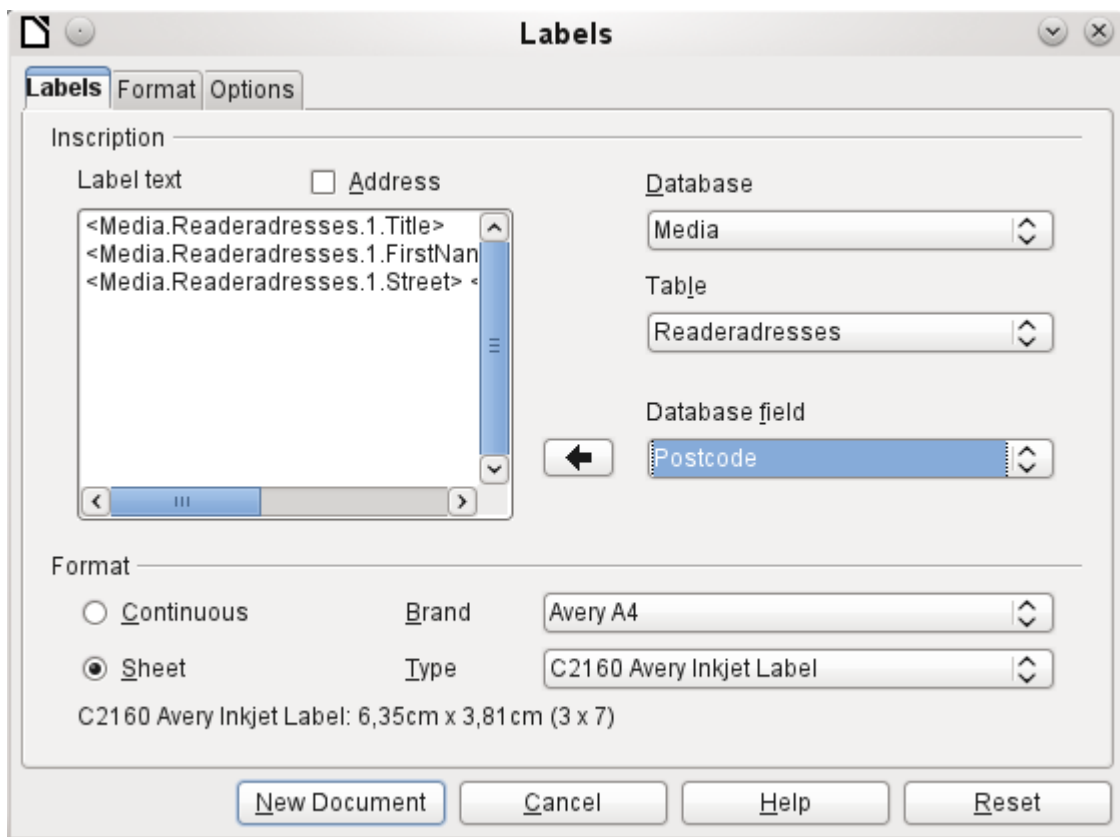 Labels
Labels Format Options
Inscription
Label text Address Database
<Media.Readeradresses.1.Title>
<Media.Readeradresses.1.FirstNan
<Media.Readeradresses.1.Street> <
Media
Table
Readeradresses
Database field
Postcode
Format
Continuous Brand Avery A4
Sheet Type C2160 Avery Inkjet Label
C2160 Avery Inkjet Label: 6,35cm x 3,81cm (3 x 7)
New Document Cancel Help Reset